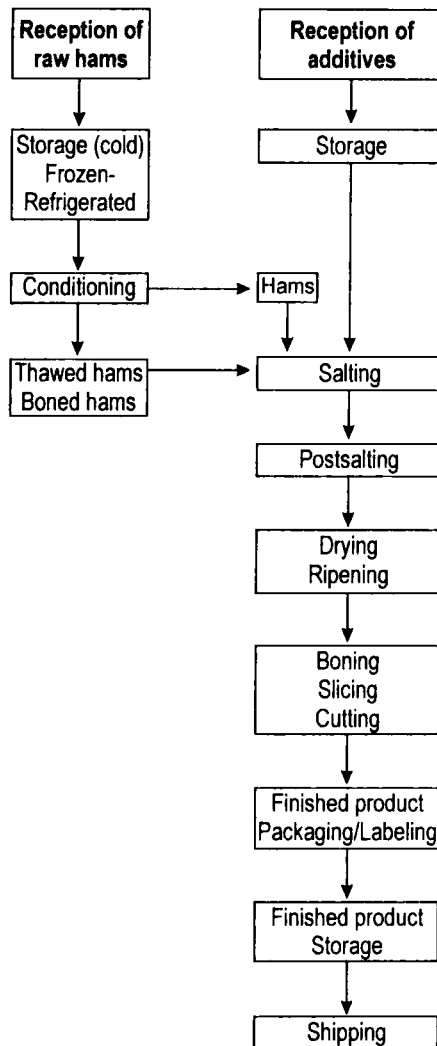 Reception of
raw hams
Reception of
additives
Storage (cold)
Frozen-
Refrigerated
Storage
Conditioning
Hams
Thawed hams
Boned hams
Salting
Postsalting
Drying
Ripening
Boning
Slicing
Cutting
Finished product
Packaging/Labeling
Finished product
Storage
Shipping